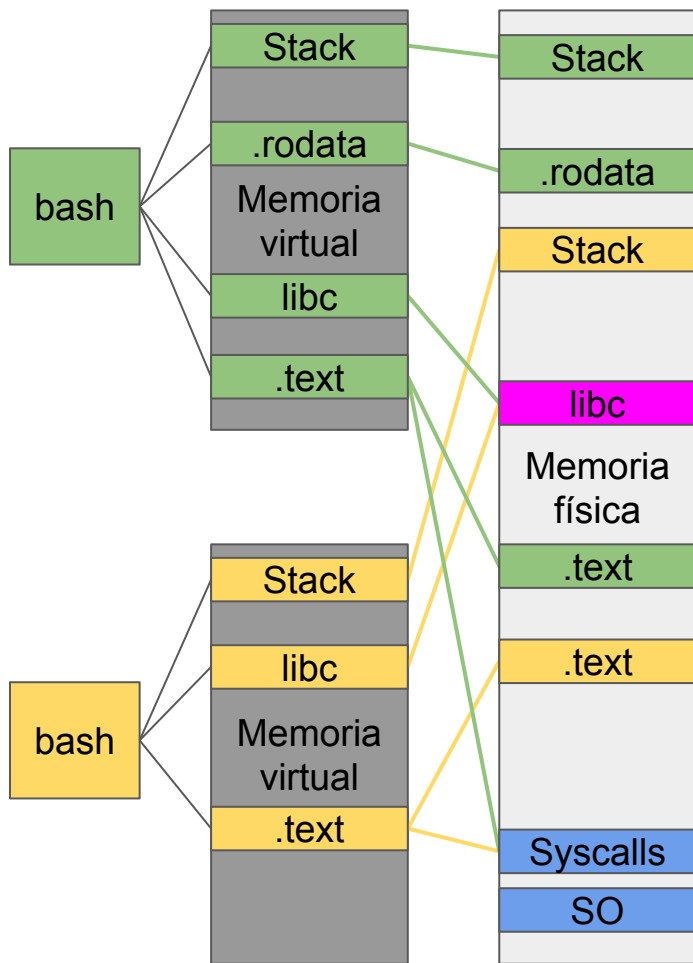 bash
Stack
.rodata
Memoria
virtual
libc
.text
bash
Stack
libc
Memoria
virtual
.text
Stack
.rodata
Stack
libc
Memoria
física
.text
.text
Syscalls
SO